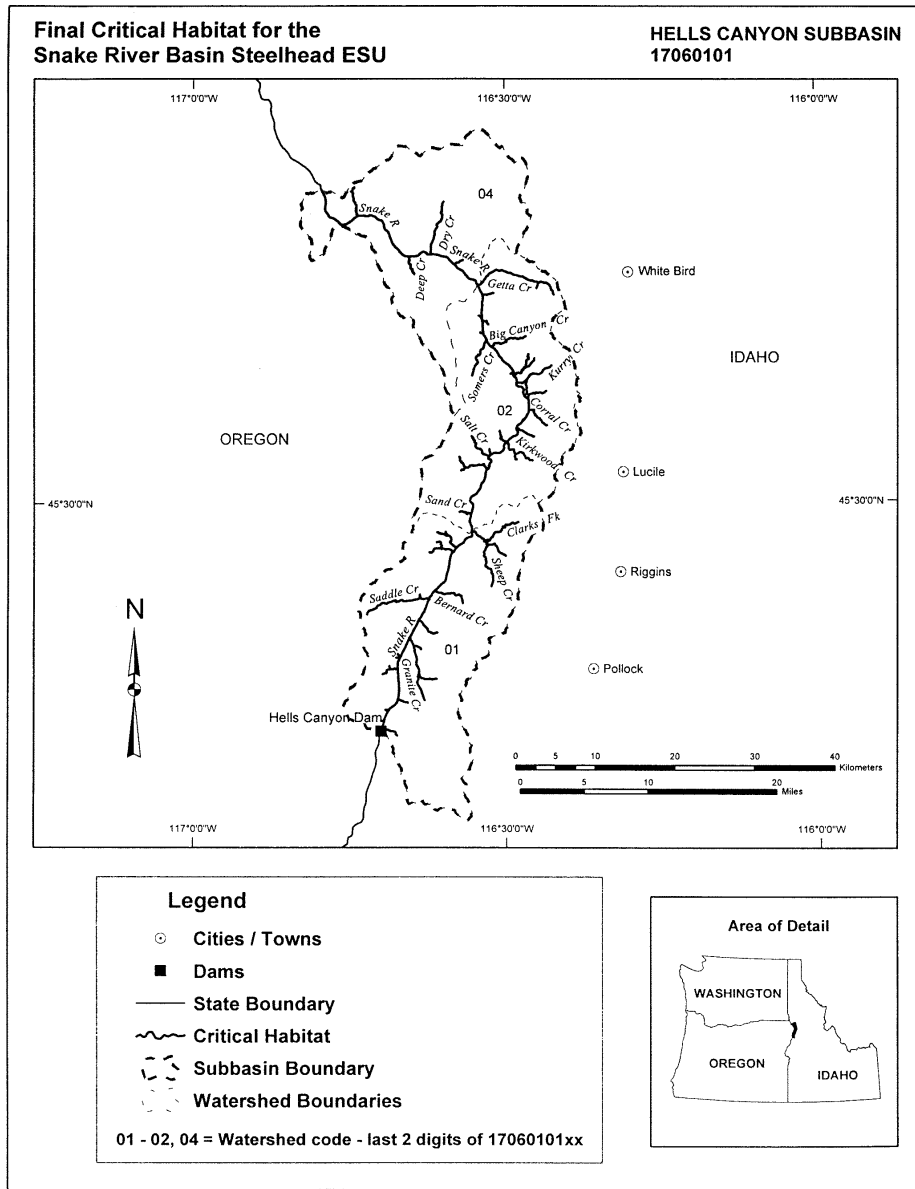 Final Critical Habitat for the
Snake River Basin Steelhead ESU
HELLS CANYON SUBBASIN
17060101
117°0'0"W
116°30'0"W
116°0'0"W
04
Snake R
Dry Cr
Snake R
Deep Cr
Getta Cr
White Bird
Big Canyon Cr
Somers Cr
Kurry Cr
IDAHO
02
Corral Cr
OREGON
Salt Cr
Kirkwood Cr
Lucile
45°30'0"N
45°30'0"N
Sand Cr
Clarks Fk
Sheep Cr
Riggins
Saddle Cr
Bernard Cr
N
Snake R
01
Granite Cr
Pollock
Hells Canyon Dam
0 5 10 20 30 40
Kilometers
0 5 10 20
Miles
117°0'0"W
116°30'0"W
116°0'0"W
Legend
Cities / Towns
Dams
State Boundary
Critical Habitat
Subbasin Boundary
Watershed Boundaries
01 - 02, 04 = Watershed code - last 2 digits of 17060101xx
Area of Detail
WASHINGTON
OREGON
IDAHO